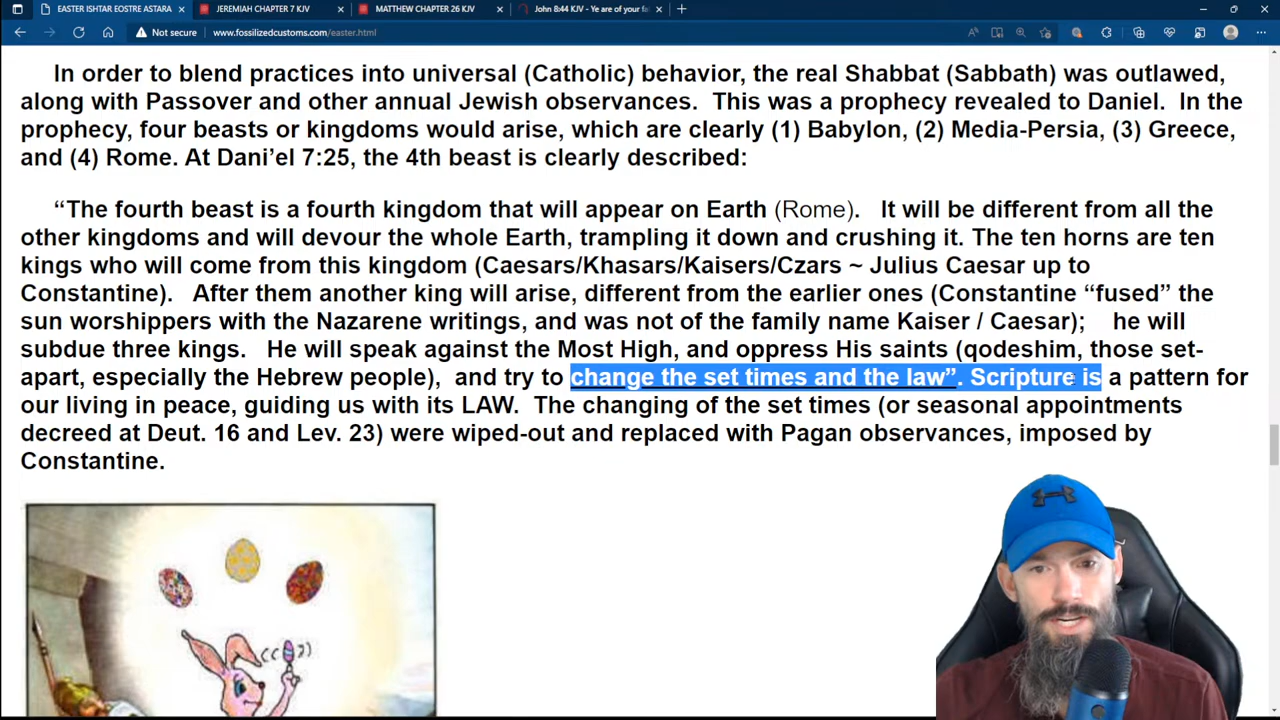 EASTER ISHTAR EOSTRE ASTARA
JEREMIAH CHAPTER 7 KJV
MATTHEW CHAPTER 26 KJV
John 8:44 KJV - Ye are of your fa
Not secure
www.fossilizedcustoms.com/easter.html
In order to blend practices into universal (Catholic) behavior, the real Shabbat (Sabbath) was outlawed,
along with Passover and other annual Jewish observances. This was a prophecy revealed to Daniel. In the
prophecy, four beasts or kingdoms would arise, which are clearly (1) Babylon, (2) Media-Persia, (3) Greece,
and (4) Rome. At Dani’el 7:25, the 4th beast is clearly described:
“The fourth beast is a fourth kingdom that will appear on Earth (Rome). It will be different from all the
other kingdoms and will devour the whole Earth, trampling it down and crushing it. The ten horns are ten
kings who will come from this kingdom (Caesars/Khasars/Kaisers/Czars ~ Julius Caesar up to
Constantine). After them another king will arise, different from the earlier ones (Constantine “fused” the
sun worshippers with the Nazarene writings, and was not of the family name Kaiser / Caesar); he will
subdue three kings. He will speak against the Most High, and oppress His saints (qodeshim, those set-
apart, especially the Hebrew people), and try to change the set times and the law”. Scripture is a pattern for
our living in peace, guiding us with its LAW. The changing of the set times (or seasonal appointments
decreed at Deut. 16 and Lev. 23) were wiped-out and replaced with Pagan observances, imposed by
Constantine.